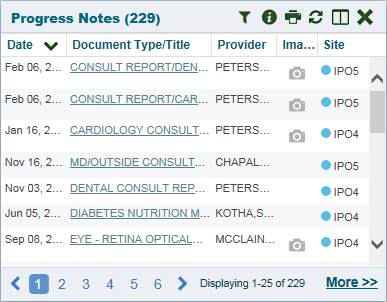 Progress Notes (229)
Date Document Type/Title Provider Ima... Site
Feb 06, 2... CONSULT REPORT/DEN... PETERS... IPO5
Feb 06, 2... CONSULT REPORT/CAR... PETERS... IPO5
Jan 16, 2... CARDIOLOGY CONSULT... PETERS... IPO4
Nov 16, 2... MD/OUTSIDE CONSULT... CHAPAL... IPO5
Nov 03, 2... DENTAL CONSULT REP... PETERS... IPO4
Jun 05, 2... DIABETES NUTRITION M... KOTHA,S... IPO4
Sep 08, 2... EYE - RETINA OPTICAL... MCCLAIN... IPO4
1 2 3 4 5 6 Displaying 1-25 of 229 More >>